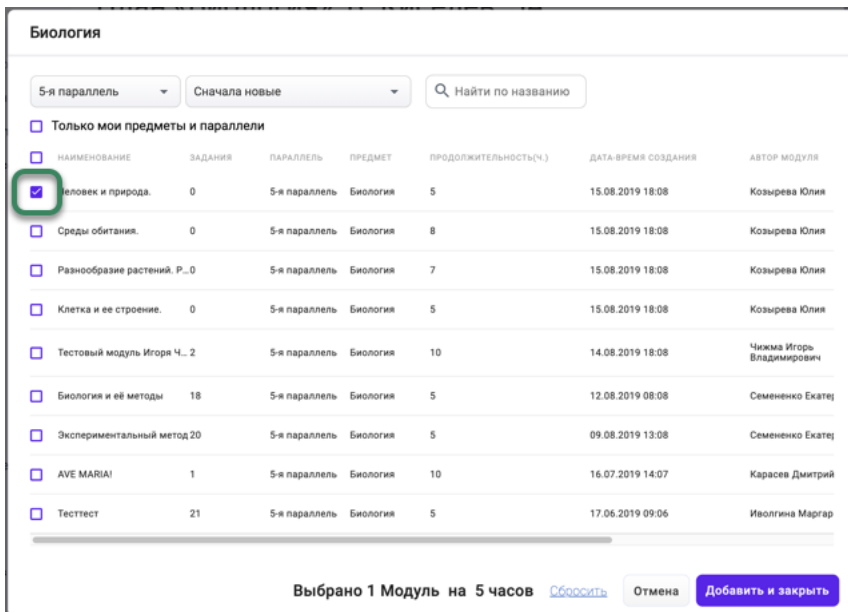 Биология
5-я параллель Сначала новые Найти по названию
Только мои предметы и параллели
НАИМЕНОВАНИЕ ЗАДАНИЯ ПАРАЛЛЕЛЬ ПРЕДМЕТ ПРОДОЛЖИТЕЛЬНОСТЬ(Ч.) ДАТА-ВРЕМЯ СОЗДАНИЯ АВТОР МОДУЛЯ
Человек и природа. 0 5-я параллель Биология 5 15.08.2019 18:08 Козырева Юлия
Среды обитания. 0 5-я параллель Биология 8 15.08.2019 18:08 Козырева Юлия
Разнообразие растений. Р... 0 5-я параллель Биология 7 15.08.2019 18:08 Козырева Юлия
Клетка и ее строение. 0 5-я параллель Биология 5 15.08.2019 18:08 Козырева Юлия
Тестовый модуль Игоря Ч... 2 5-я параллель Биология 10 14.08.2019 18:08 Чижма Игорь
Владимирович
Биология и её методы 18 5-я параллель Биология 5 12.08.2019 08:08 Семененко Екатер
Экспериментальный метод 20 5-я параллель Биология 5 09.08.2019 13:08 Семененко Екатер
AVE MARIA! 1 5-я параллель Биология 10 16.07.2019 14:07 Карасев Дмитрий
Тесттест 21 5-я параллель Биология 5 17.06.2019 09:06 Иволгина Маргар
Выбрано 1 Модуль на 5 часов Сбросить Отмена Добавить и закрыть